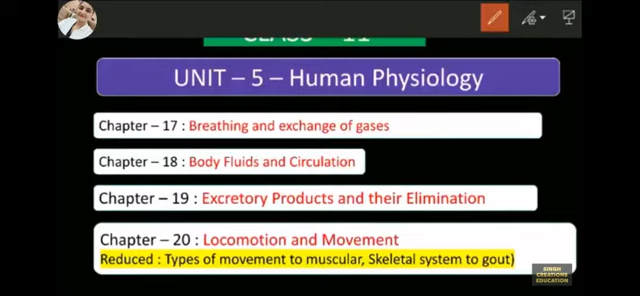 CLASS – 11
UNIT – 5 – Human Physiology
Chapter – 17 : Breathing and exchange of gases
Chapter – 18 : Body Fluids and Circulation
Chapter – 19 : Excretory Products and their Elimination
Chapter – 20 : Locomotion and Movement
Reduced : Types of movement to muscular, Skeletal system to gout)
SINGH
CREATIONS
EDUCATION